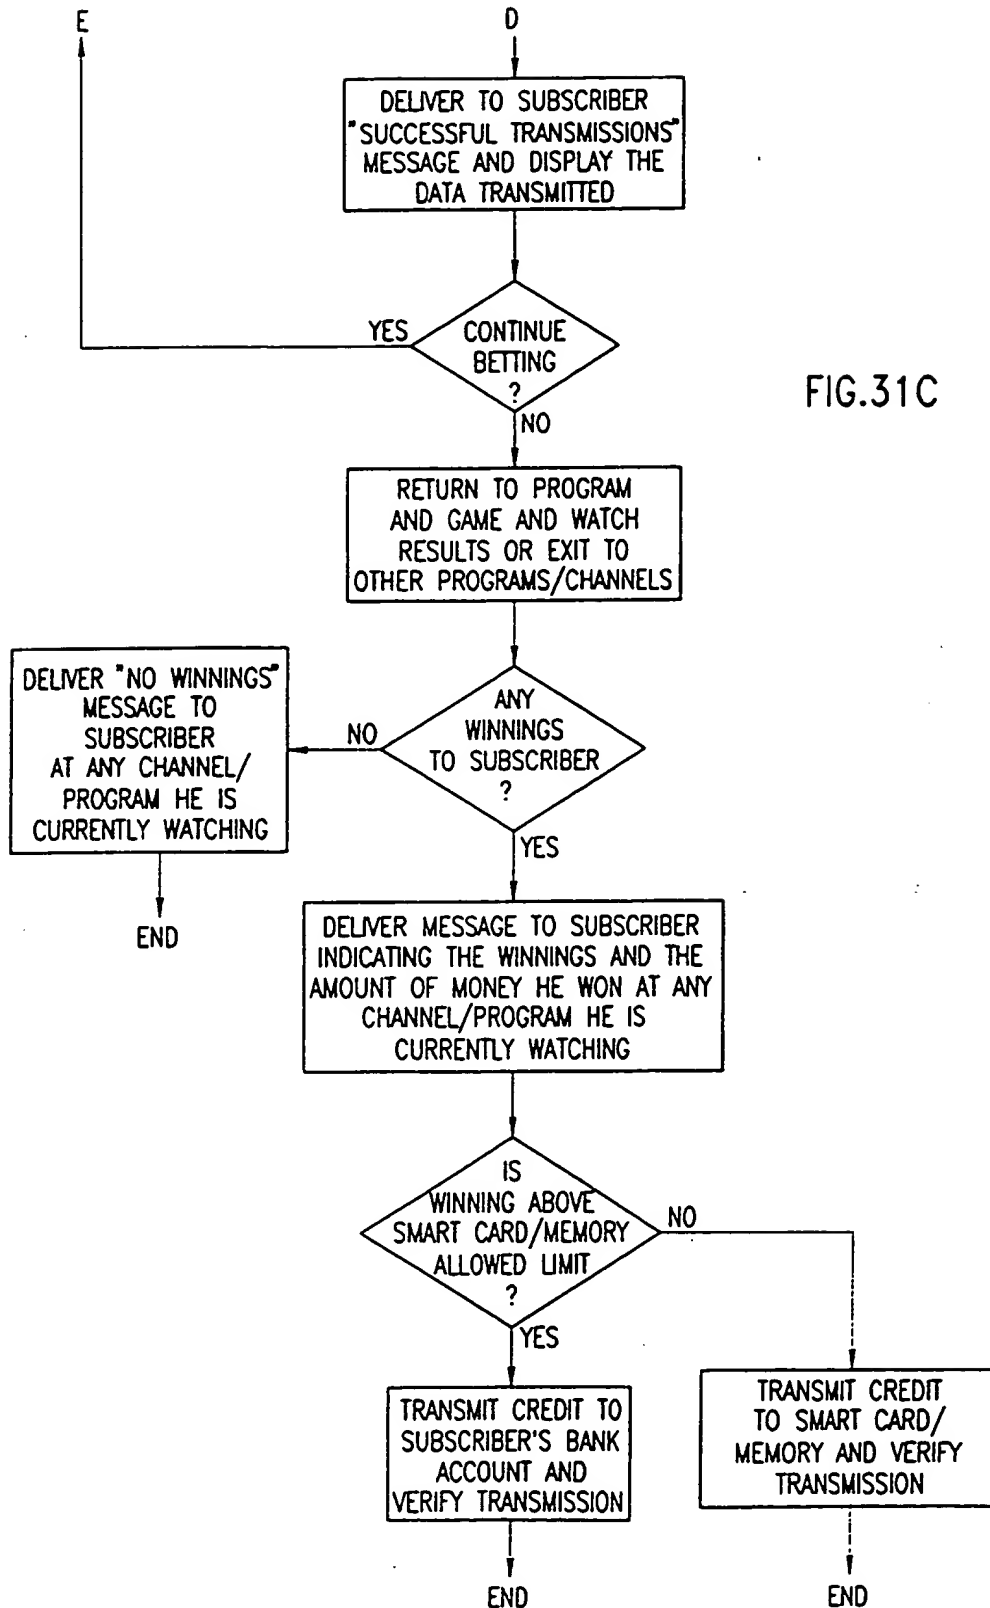 E
D
DELIVER TO SUBSCRIBER
"SUCCESSFUL TRANSMISSIONS"
MESSAGE AND DISPLAY THE
DATA TRANSMITTED
YES
CONTINUE
BETTING
?
FIG.31C
NO
RETURN TO PROGRAM
AND GAME AND WATCH
RESULTS OR EXIT TO
OTHER PROGRAMS/CHANNELS
DELIVER "NO WINNINGS"
MESSAGE TO
SUBSCRIBER
AT ANY CHANNEL/
PROGRAM HE IS
CURRENTLY WATCHING
NO
ANY
WINNINGS
TO SUBSCRIBER
?
YES
END
DELIVER MESSAGE TO SUBSCRIBER
INDICATING THE WINNINGS AND THE
AMOUNT OF MONEY HE WON AT ANY
CHANNEL/PROGRAM HE IS
CURRENTLY WATCHING
IS
WINNING ABOVE
SMART CARD/MEMORY
ALLOWED LIMIT
?
NO
YES
TRANSMIT CREDIT TO
SUBSCRIBER'S BANK
ACCOUNT AND
VERIFY TRANSMISSION
TRANSMIT CREDIT
TO SMART CARD/
MEMORY AND VERIFY
TRANSMISSION
END
END